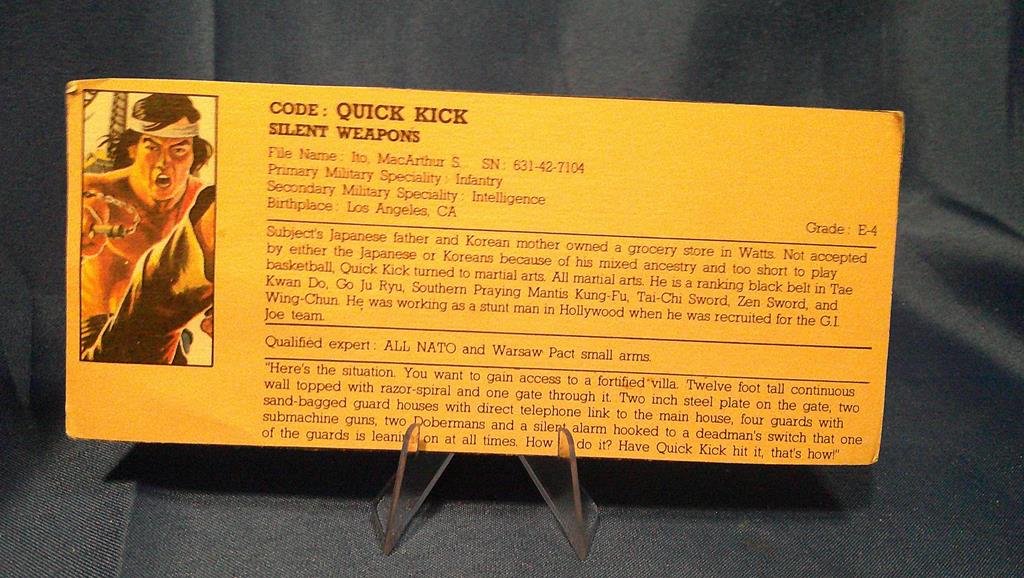 CODE: QUICK KICK
SILENT WEAPONS
File Name: Ito, MacArthur S. SN: 631-42-7104
Primary Military Speciality: Infantry
Secondary Military Speciality: Intelligence
Birthplace: Los Angeles, CA
Grade: E-4
Subject's Japanese father and Korean mother owned a grocery store in Watts. Not accepted
by either the Japanese or Koreans because of his mixed ancestry and too short to play
basketball, Quick Kick turned to martial arts. All martial arts. He is a ranking black belt in Tae
Kwan Do, Go Ju Ryu, Southern Praying Mantis Kung-Fu, Tai-Chi Sword, Zen Sword, and
Wing-Chun. He was working as a stunt man in Hollywood when he was recruited for the G.I.
Joe team.
Qualified expert: ALL NATO and Warsaw Pact small arms.
"Here's the situation. You want to gain access to a fortified villa. Twelve foot tall continuous
wall topped with razor-spiral and one gate through it. Two inch steel plate on the gate, two
sand-bagged guard houses with direct telephone link to the main house, four guards with
submachine guns, two Dobermans and a silent alarm hooked to a deadman's switch that one
of the guards is leaning on at all times. How do it? Have Quick Kick hit it, that's how!"